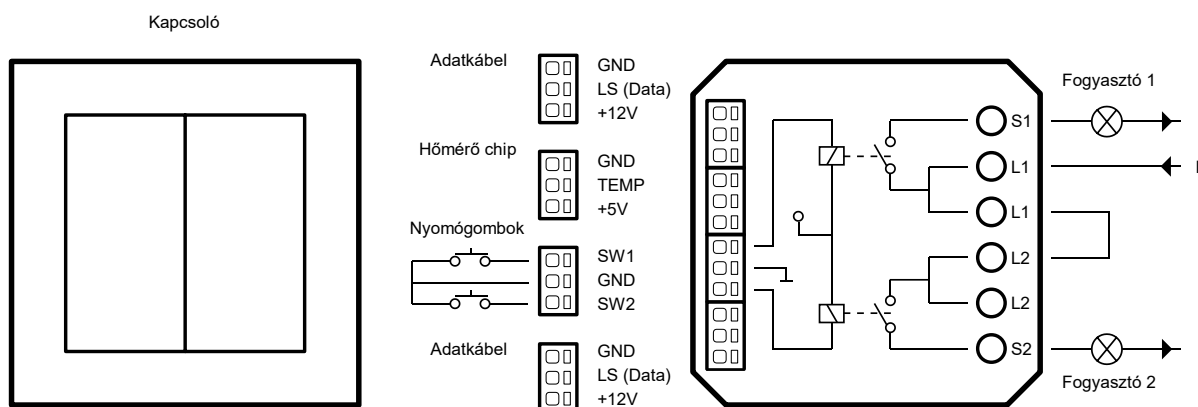 Kapcsoló
Adatkábel
GND
LS (Data)
+12V
Hőmérő chip
GND
TEMP
+5V
Nyomógombok
SW1
GND
SW2
Adatkábel
GND
LS (Data)
+12V
S1
L1
L1
L2
L2
S2
Fogyasztó 1
Fogyasztó 2